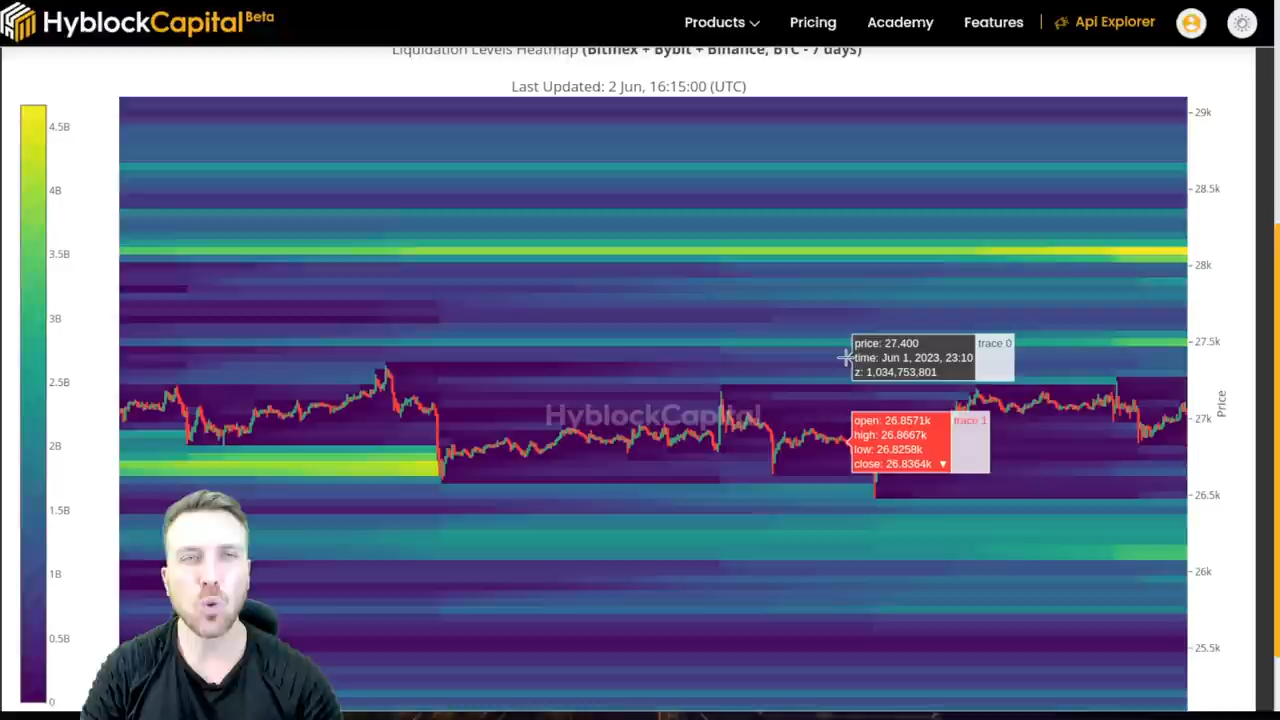 HyblockCapital Beta
Products
Pricing
Academy
Features
Api Explorer
Liquidation Levels Heatmap (Bitmex + Bybit + Binance, BTC - 7 days)
Last Updated: 2 Jun, 16:15:00 (UTC)
4.5B
4B
3.5B
3B
2.5B
2B
1.5B
1B
0.5B
0
29k
28.5k
28k
27.5k
27k
26.5k
26k
25.5k
Price
HyblockCapital
price: 27,400
time: Jun 1, 2023, 23:10
z: 1,034,753,801
trace 0
open: 26.8571k
high: 26.8667k
low: 26.8258k
close: 26.8364k ▼
trace 1